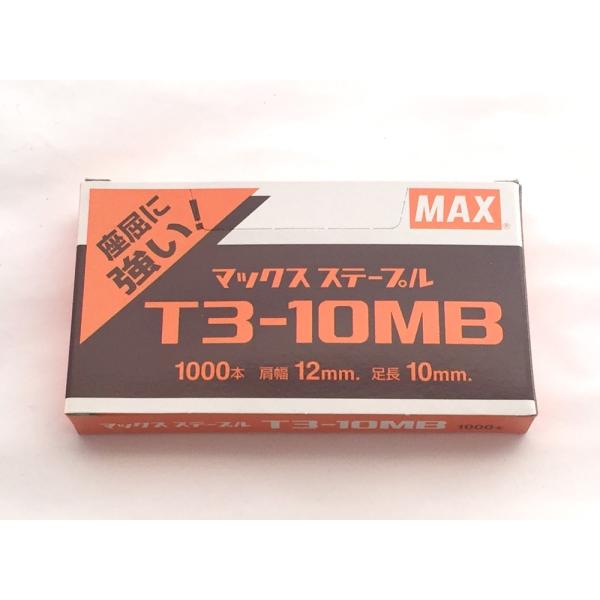 座屈に
強い!
MAX®
マックス ステープル
T3-10MB
1000本 肩幅 12mm. 足長 10mm.
マックス ステープル T3-10MB 1000本